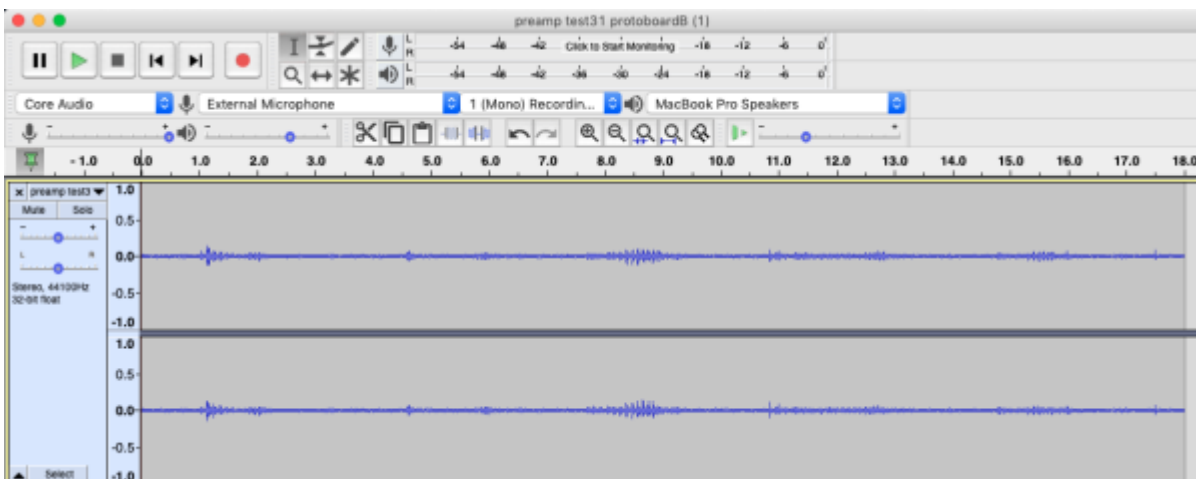 preamp test31 protoboardB (1)
L
R
-54 -48 -42 Click to Start Monitoring -18 -12 -6 0
L
R
-54 -48 -42 -36 -30 -24 -18 -12 -6 0
Core Audio External Microphone 1 (Mono) Recordin... MacBook Pro Speakers
- + - + - +
- 1.0 0.0 1.0 2.0 3.0 4.0 5.0 6.0 7.0 8.0 9.0 10.0 11.0 12.0 13.0 14.0 15.0 16.0 17.0 18.0
x preamp test3 1.0
Mute Solo
- + 0.5
L R 0.0
Stereo, 44100Hz
32-bit float
-0.5
-1.0
1.0
0.5
0.0
-0.5
Select -1.0